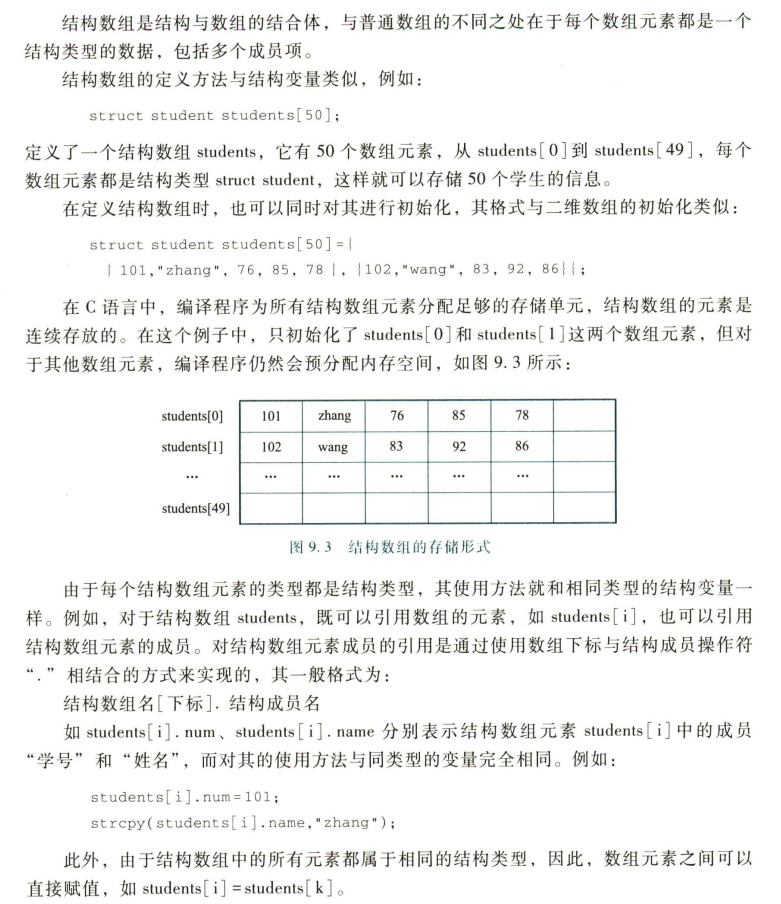 结构数组是结构与数组的结合体，与普通数组的不同之处在于每个数组元素都是一个
结构类型的数据，包括多个成员项。
结构数组的定义方法与结构变量类似，例如：
struct student students[50];
定义了一个结构数组 students，它有 50 个数组元素，从 students[0]到 students[49]，每个
数组元素都是结构类型 struct student，这样就可以存储 50 个学生的信息。
在定义结构数组时，也可以同时对其进行初始化，其格式与二维数组的初始化类似：
struct student students[50]={
{ 101,"zhang", 76, 85, 78 }, {102,"wang", 83, 92, 86}};
在 C 语言中，编译程序为所有结构数组元素分配足够的存储单元，结构数组的元素是
连续存放的。在这个例子中，只初始化了 students[0]和 students[1]这两个数组元素，但对
于其他数组元素，编译程序仍然会预分配内存空间，如图 9.3 所示：
students[0] 101 zhang 76 85 78
students[1] 102 wang 83 92 86
… … … … … …
students[49]
图 9.3 结构数组的存储形式
由于每个结构数组元素的类型都是结构类型，其使用方法就和相同类型的结构变量一
样。例如，对于结构数组 students，既可以引用数组的元素，如 students[i]，也可以引用
结构数组元素的成员。对结构数组元素成员的引用是通过使用数组下标与结构成员操作符
“.” 相结合的方式来实现的，其一般格式为：
结构数组名[下标]. 结构成员名
如 students[i].num、students[i].name 分别表示结构数组元素 students[i]中的成员
“学号” 和 “姓名”，而对其的使用方法与同类型的变量完全相同。例如：
students[i].num=101;
strcpy(students[i].name,"zhang");
此外，由于结构数组中的所有元素都属于相同的结构类型，因此，数组元素之间可以
直接赋值，如 students[i]=students[k]。